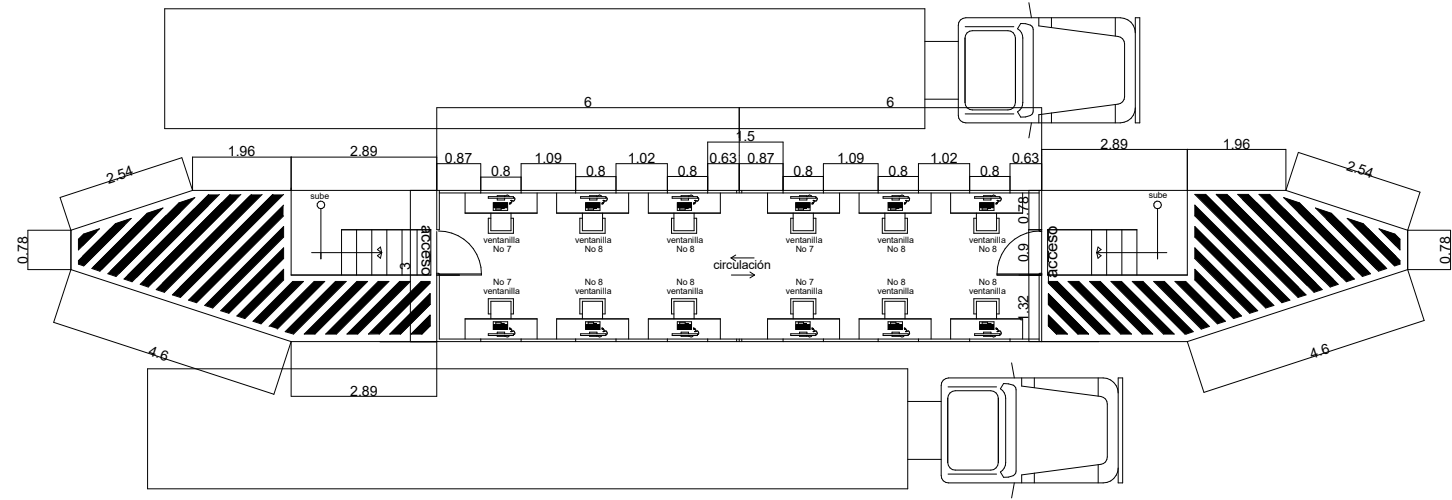 6 6
1.5
1.96 2.89 0.87 1.09 1.02 0.63 0.87 1.09 1.02 0.63 2.89 1.96
2.54 0.8 0.8 0.8 0.8 0.8 0.8 2.54
sube sube
0.78
0.78 acceso ventanilla ventanilla ventanilla ventanilla ventanilla ventanilla acceso 0.78
No 7 No 8 No 8 No 7 No 8 No 8
3 0.9
circulación
No 7 No 8 No 8 No 7 No 8 No 8
ventanilla ventanilla ventanilla ventanilla ventanilla ventanilla
1.32
4.6 4.6
2.89